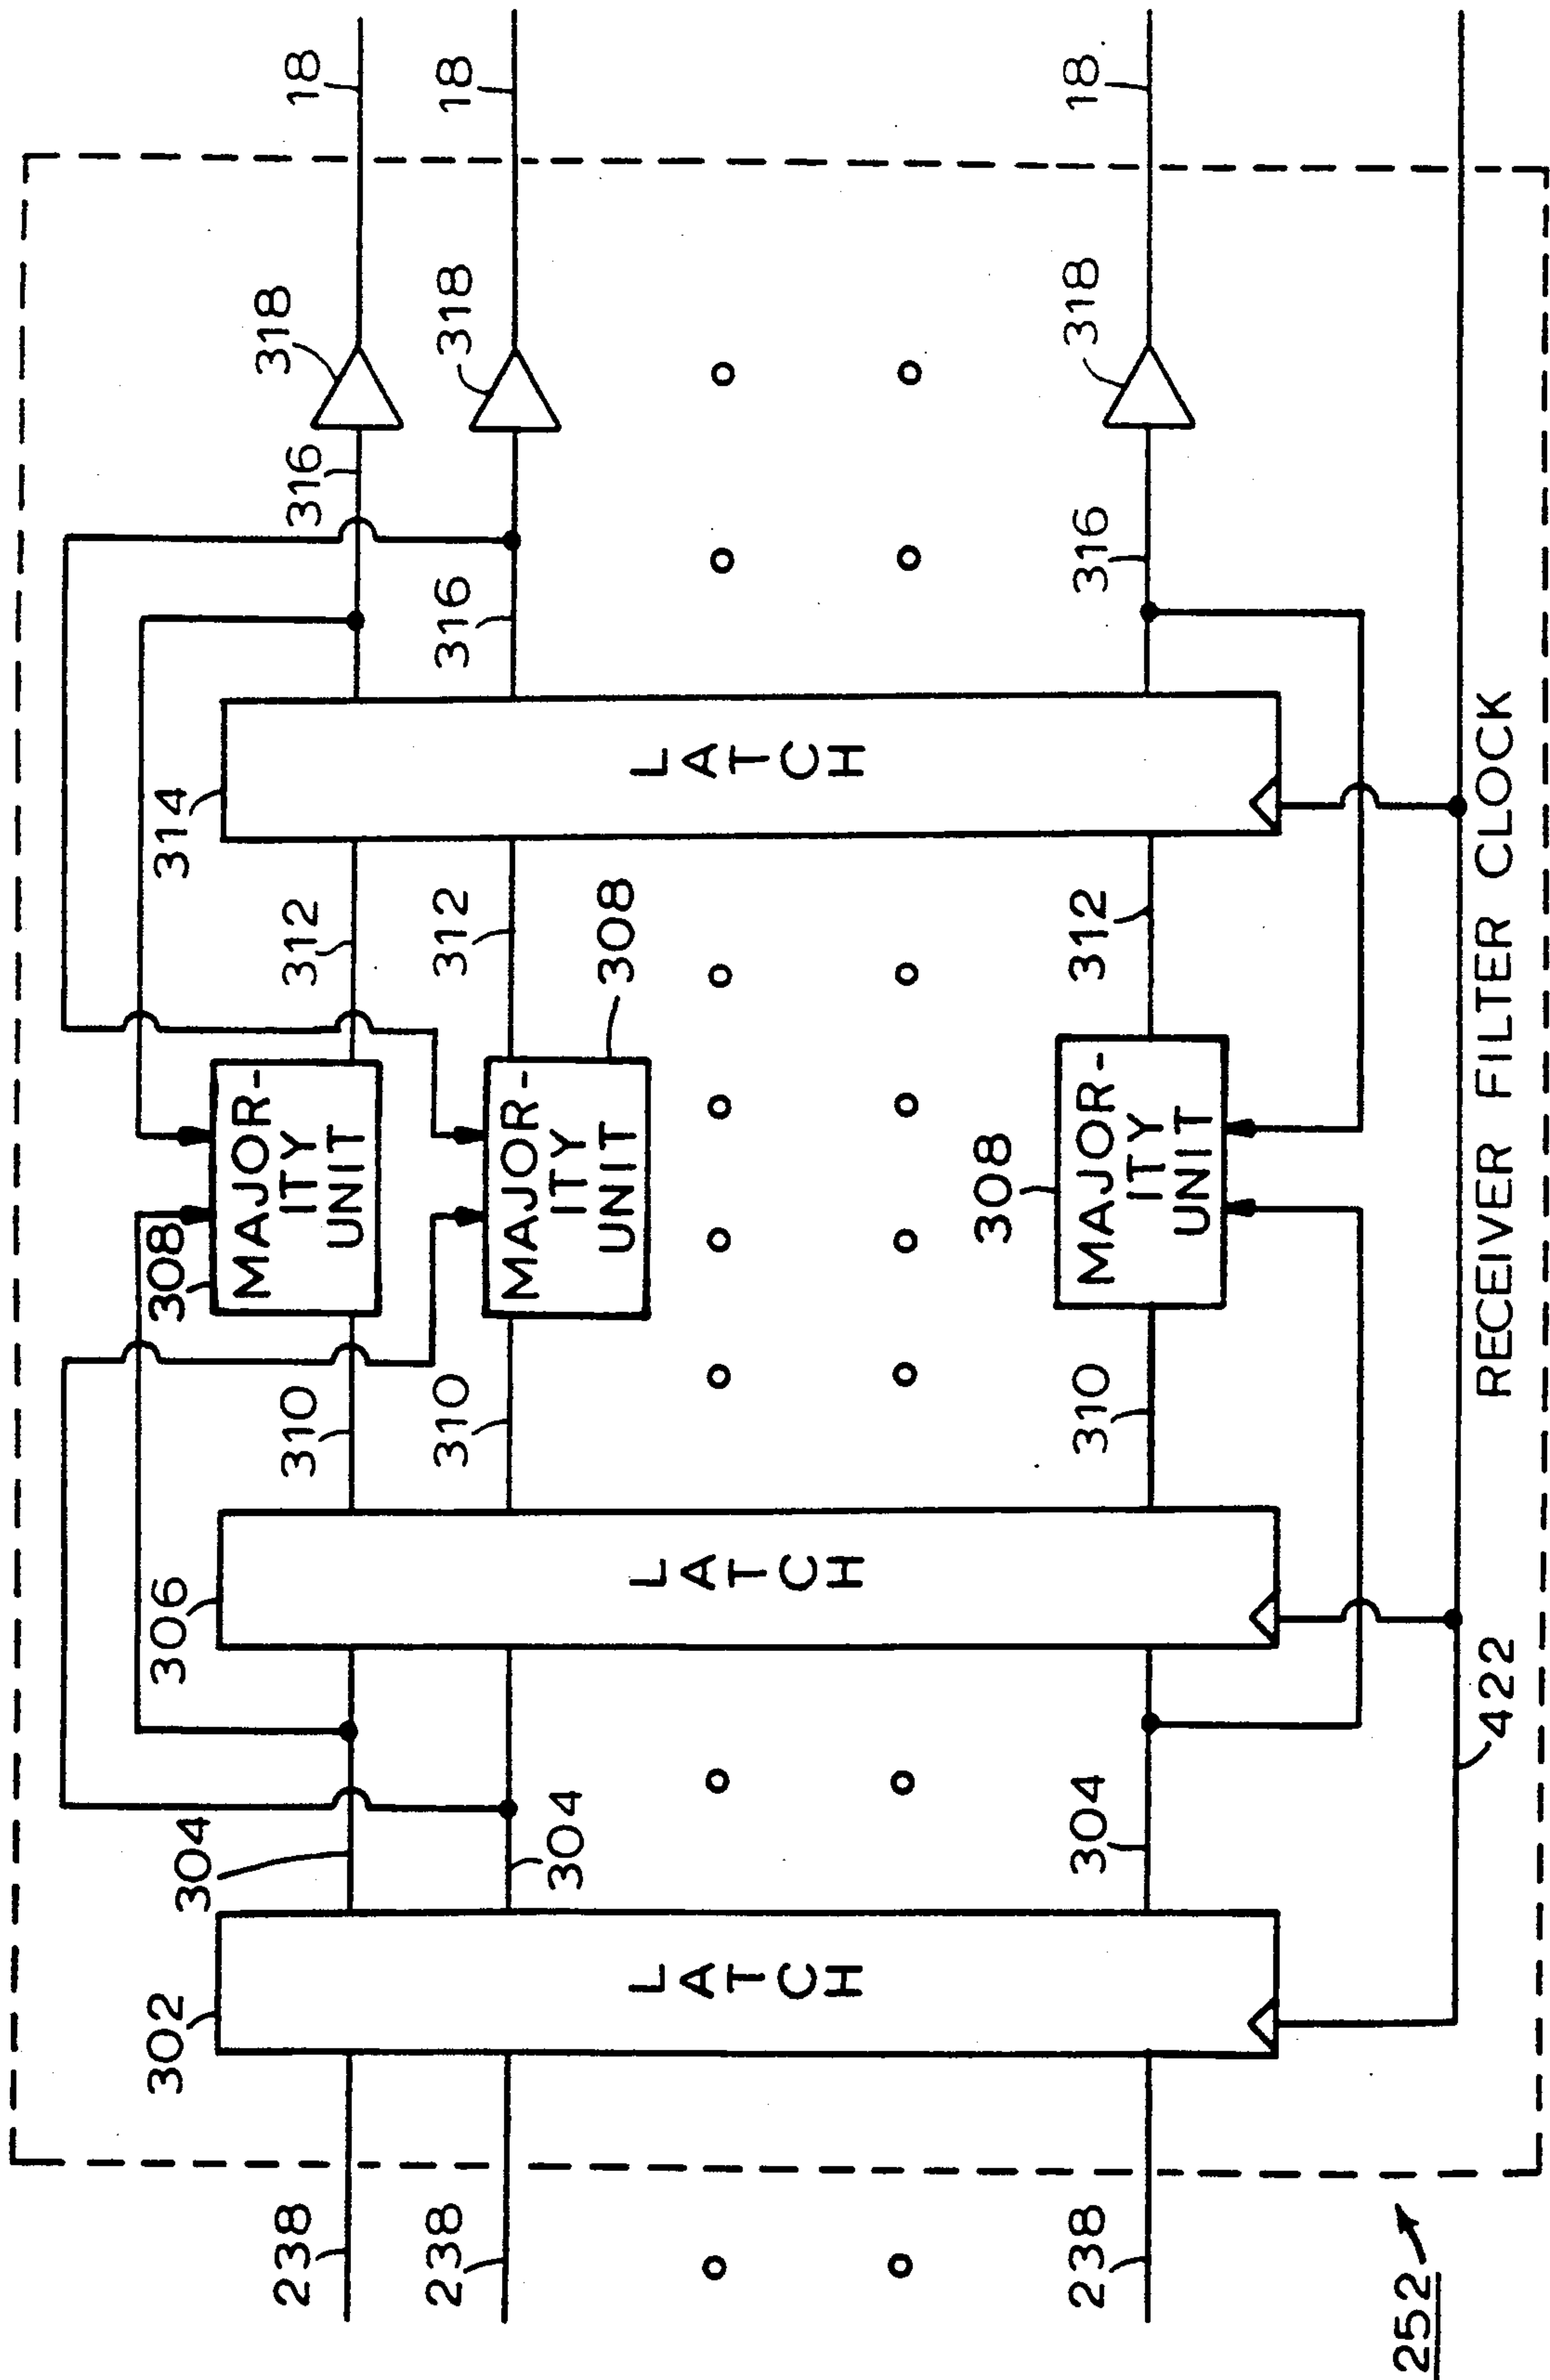 252
238
238
238
302
LATCH
304
304
304
306
LATCH
310
310
310
308
MAJOR-
ITY
UNIT
308
MAJOR-
ITY
UNIT
308
MAJOR-
ITY
UNIT
312
312
312
314
LATCH
316
316
316
318
318
318
18
18
18
422
RECEIVER FILTER CLOCK